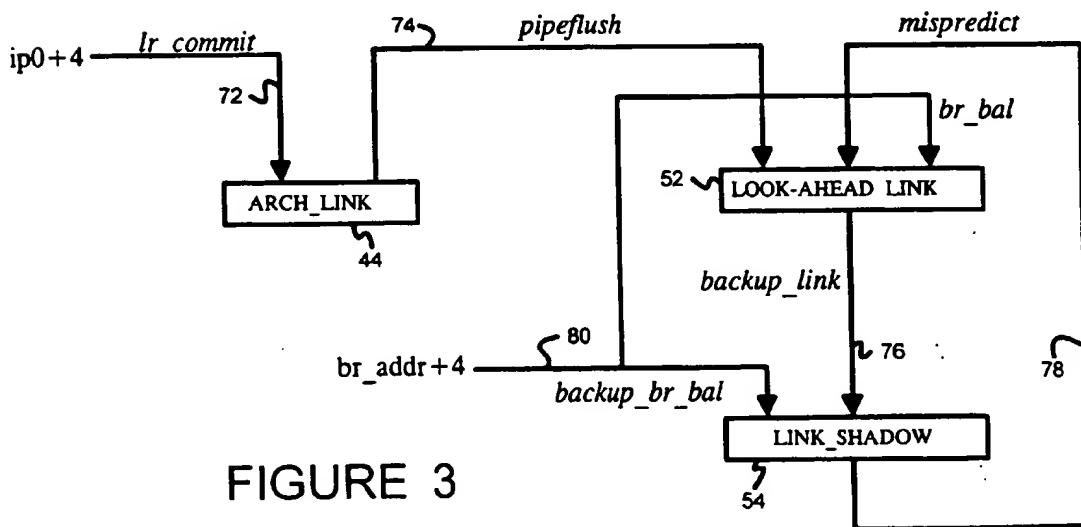 74
pipeflush
mispredict
ip0+4
lr_commit
72
br_bal
52
LOOK-AHEAD LINK
ARCH_LINK
44
backup_link
80
76
78
br_addr+4
backup_br_bal
LINK_SHADOW
54
FIGURE 3